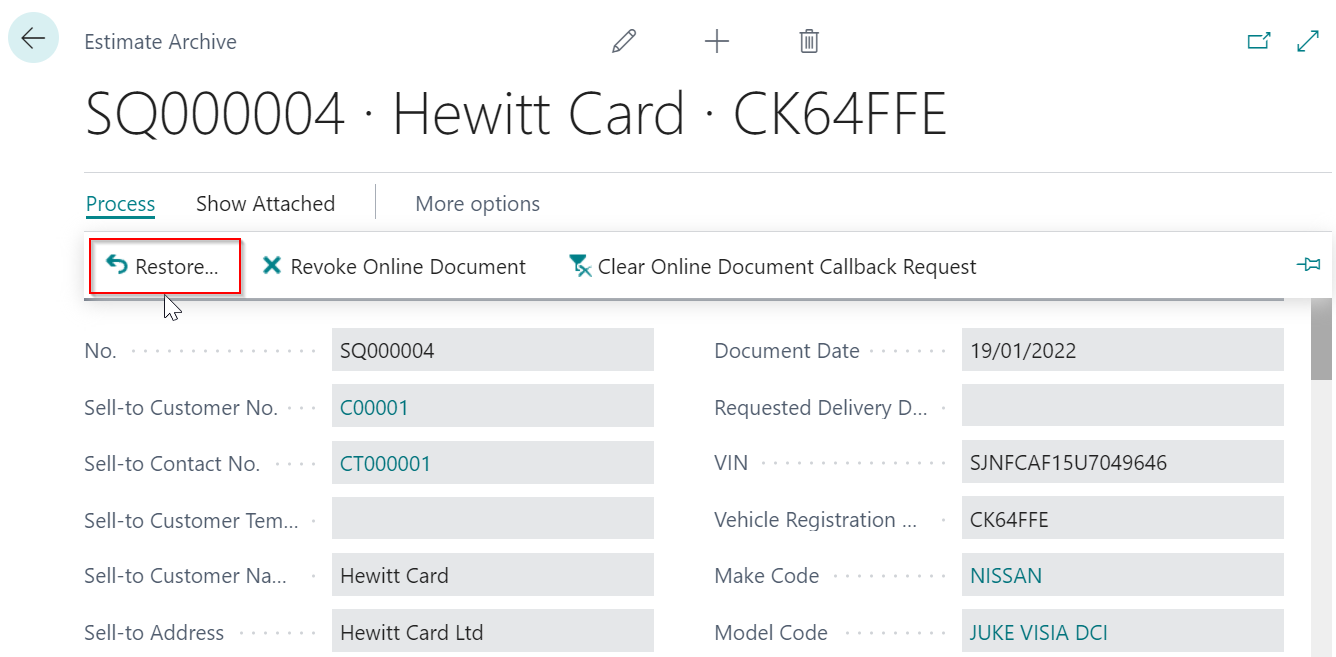 Estimate Archive
SQ000004 · Hewitt Card · CK64FFE
Process Show Attached More options
Restore... Revoke Online Document Clear Online Document Callback Request
No. SQ000004 Document Date 19/01/2022
Sell-to Customer No. C00001 Requested Delivery D...
Sell-to Contact No. CT000001 VIN SJNFCAF15U7049646
Sell-to Customer Tem... Vehicle Registration ... CK64FFE
Sell-to Customer Na... Hewitt Card Make Code NISSAN
Sell-to Address Hewitt Card Ltd Model Code JUKE VISIA DCI